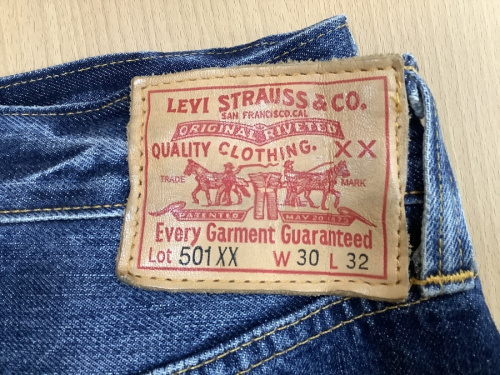 LEVI STRAUSS & CO.
SAN FRANCISCO.CAL
ORIGINAL RIVETED
QUALITY CLOTHING. XX
TRADE MARK
PATENTED MAY 20 1873
Every Garment Guaranteed
Lot 501XX W 30 L 32